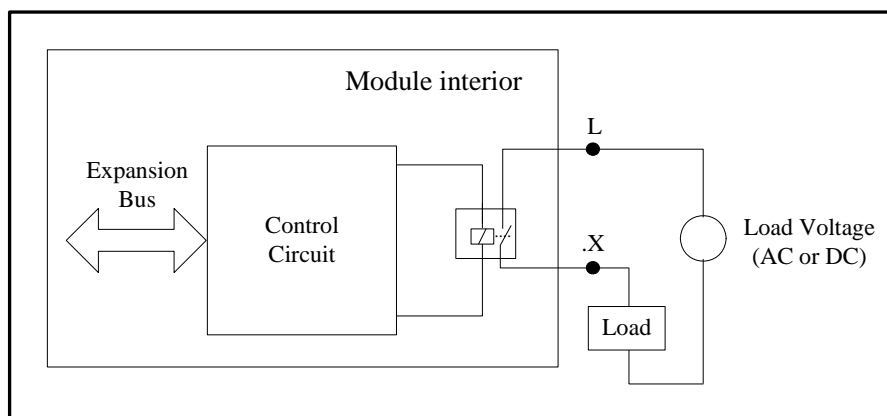 Module interior
L
Expansion
Bus
Control
Circuit
Load Voltage
(AC or DC)
.X
Load